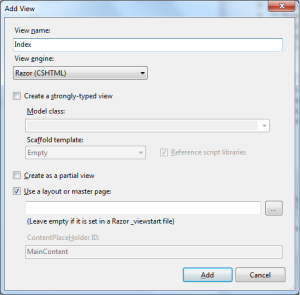 Add View
View name:
Index
View engine:
Razor (CSHTML)
Create a strongly-typed view
Model class:
Scaffold template:
Empty
Reference script libraries
Create as a partial view
Use a layout or master page:
...
(Leave empty if it is set in a Razor _viewstart file)
ContentPlaceHolder ID:
MainContent
Add
Cancel